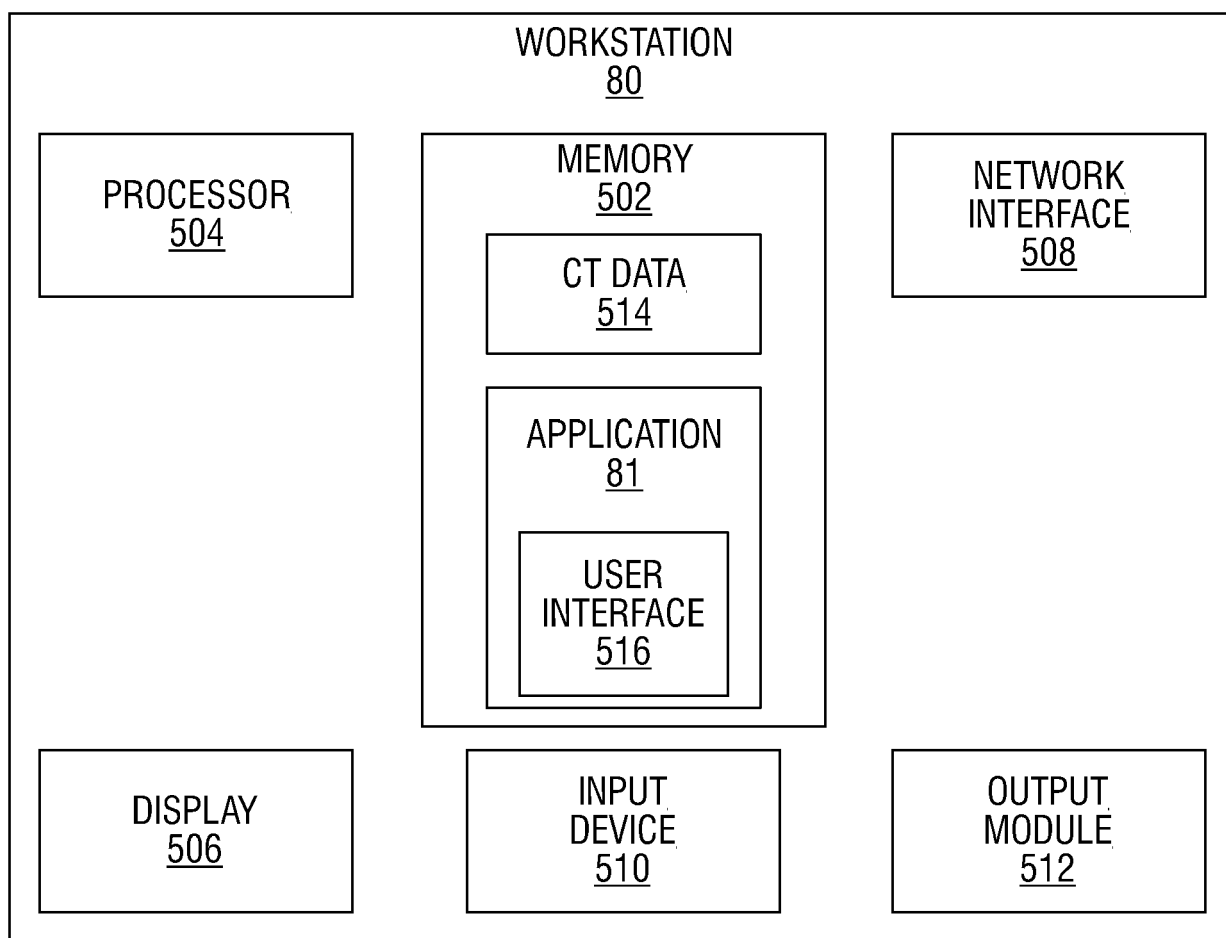 WORKSTATION
80
PROCESSOR
504
MEMORY
502
CT DATA
514
APPLICATION
81
USER
INTERFACE
516
NETWORK
INTERFACE
508
DISPLAY
506
INPUT
DEVICE
510
OUTPUT
MODULE
512